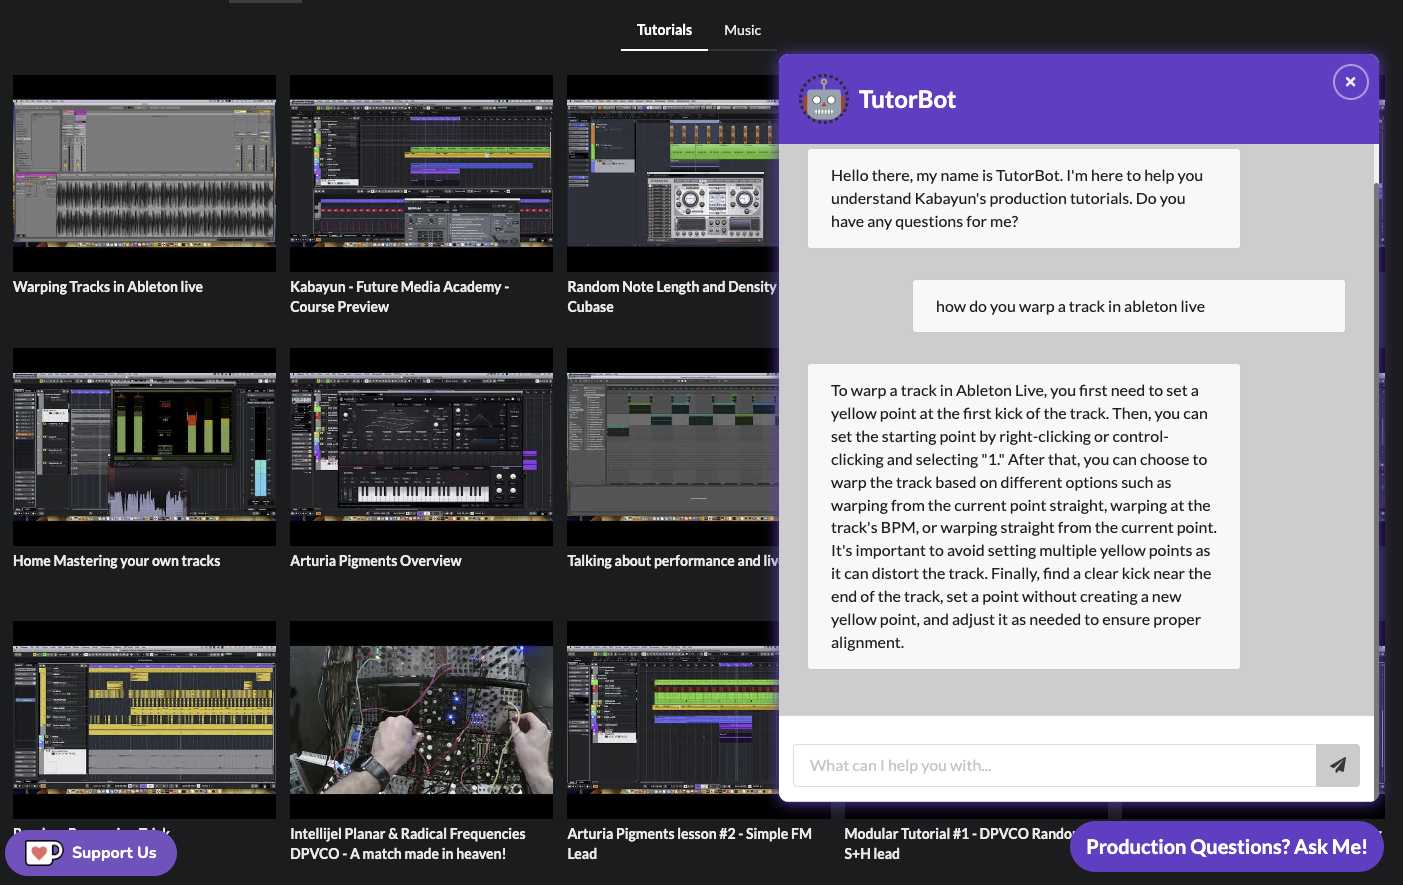 Tutorials
Music
TutorBot
Hello there, my name is TutorBot. I'm here to help you
understand Kabayun's production tutorials. Do you
have any questions for me?
how do you warp a track in ableton live
To warp a track in Ableton Live, you first need to set a
yellow point at the first kick of the track. Then, you can
set the starting point by right-clicking or control-
clicking and selecting "1." After that, you can choose to
warp the track based on different options such as
warping from the current point straight, warping at the
track's BPM, or warping straight from the current point.
It's important to avoid setting multiple yellow points as
it can distort the track. Finally, find a clear kick near the
end of the track, set a point without creating a new
yellow point, and adjust it as needed to ensure proper
alignment.
What can I help you with...
Warping Tracks in Ableton live
Kabayun - Future Media Academy -
Course Preview
Random Note Length and Density
Cubase
Home Mastering your own tracks
Arturia Pigments Overview
Talking about performance and liv
Intellijel Planar & Radical Frequencies
DPVCO - A match made in heaven!
Arturia Pigments lesson #2 - Simple FM
Lead
Modular Tutorial #1 - DPVCO Rando
S+H lead
Support Us
Production Questions? Ask Me!